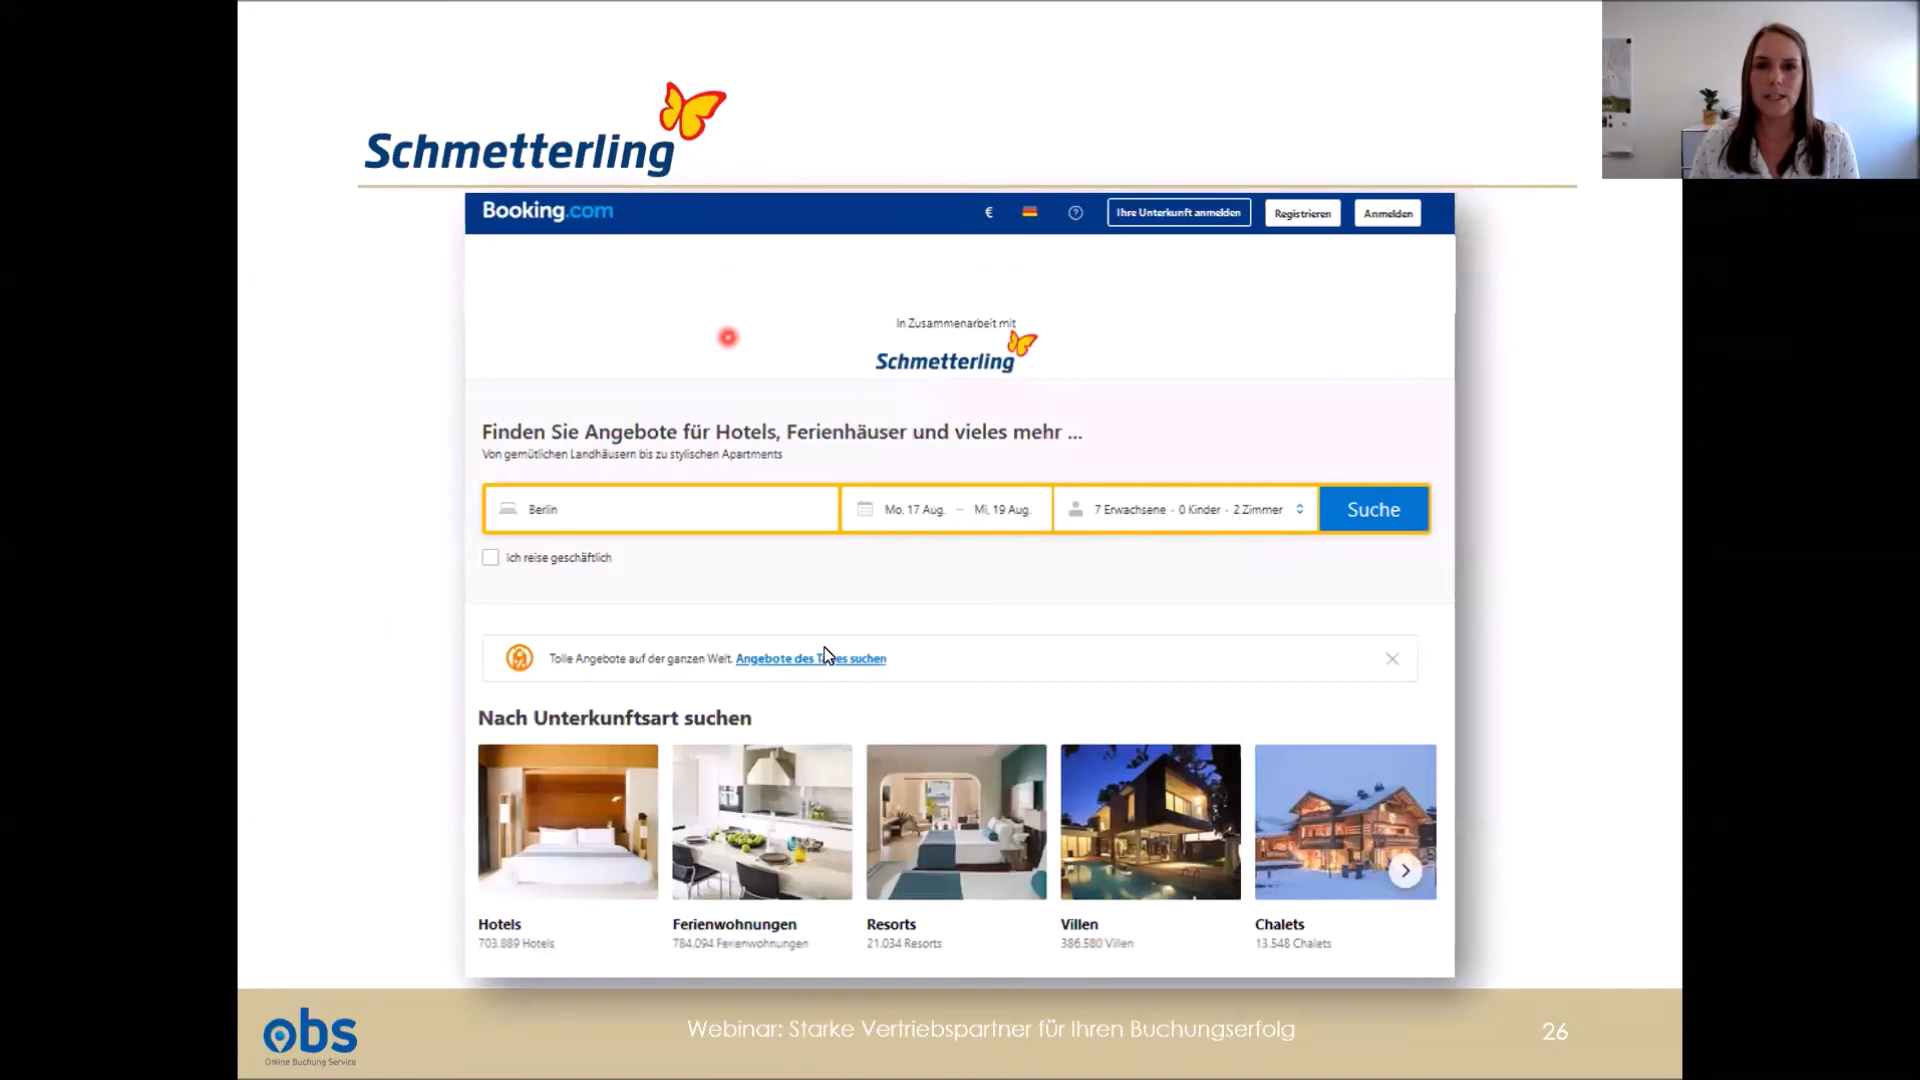 Schmetterling
Booking.com
€
Ihre Unterkunft anmelden
Registrieren
Anmelden
In Zusammenarbeit mit
Schmetterling
Finden Sie Angebote für Hotels, Ferienhäuser und vieles mehr ...
Von gemütlichen Landhäusern bis zu stylischen Apartments
Berlin
Mo, 17 Aug. — Mi, 19 Aug.
7 Erwachsene - 0 Kinder - 2 Zimmer
Suche
Ich reise geschäftlich
Tolle Angebote auf der ganzen Welt. Angebote des Tages suchen
Nach Unterkunftsart suchen
Hotels
703.889 Hotels
Ferienwohnungen
784.094 Ferienwohnungen
Resorts
21.034 Resorts
Villen
386.580 Villen
Chalets
13.548 Chalets
obs
Online Buchung Service
Webinar: Starke Vertriebspartner für Ihren Buchungserfolg
26